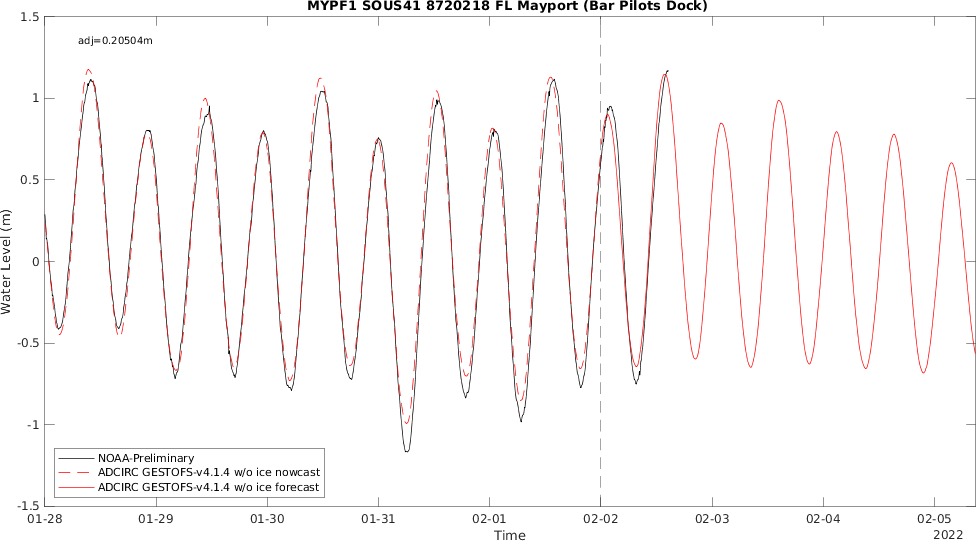 MYPF1 SOUS41 8720218 FL Mayport (Bar Pilots Dock)
1.5
adj=0.20504m
1
0.5
0
-0.5
-1
-1.5
Water Level (m)
NOAA-Preliminary
ADCIRC GESTOFS-v4.1.4 w/o ice nowcast
ADCIRC GESTOFS-v4.1.4 w/o ice forecast
01-28 01-29 01-30 01-31 02-01 02-02 02-03 02-04 02-05
Time
2022